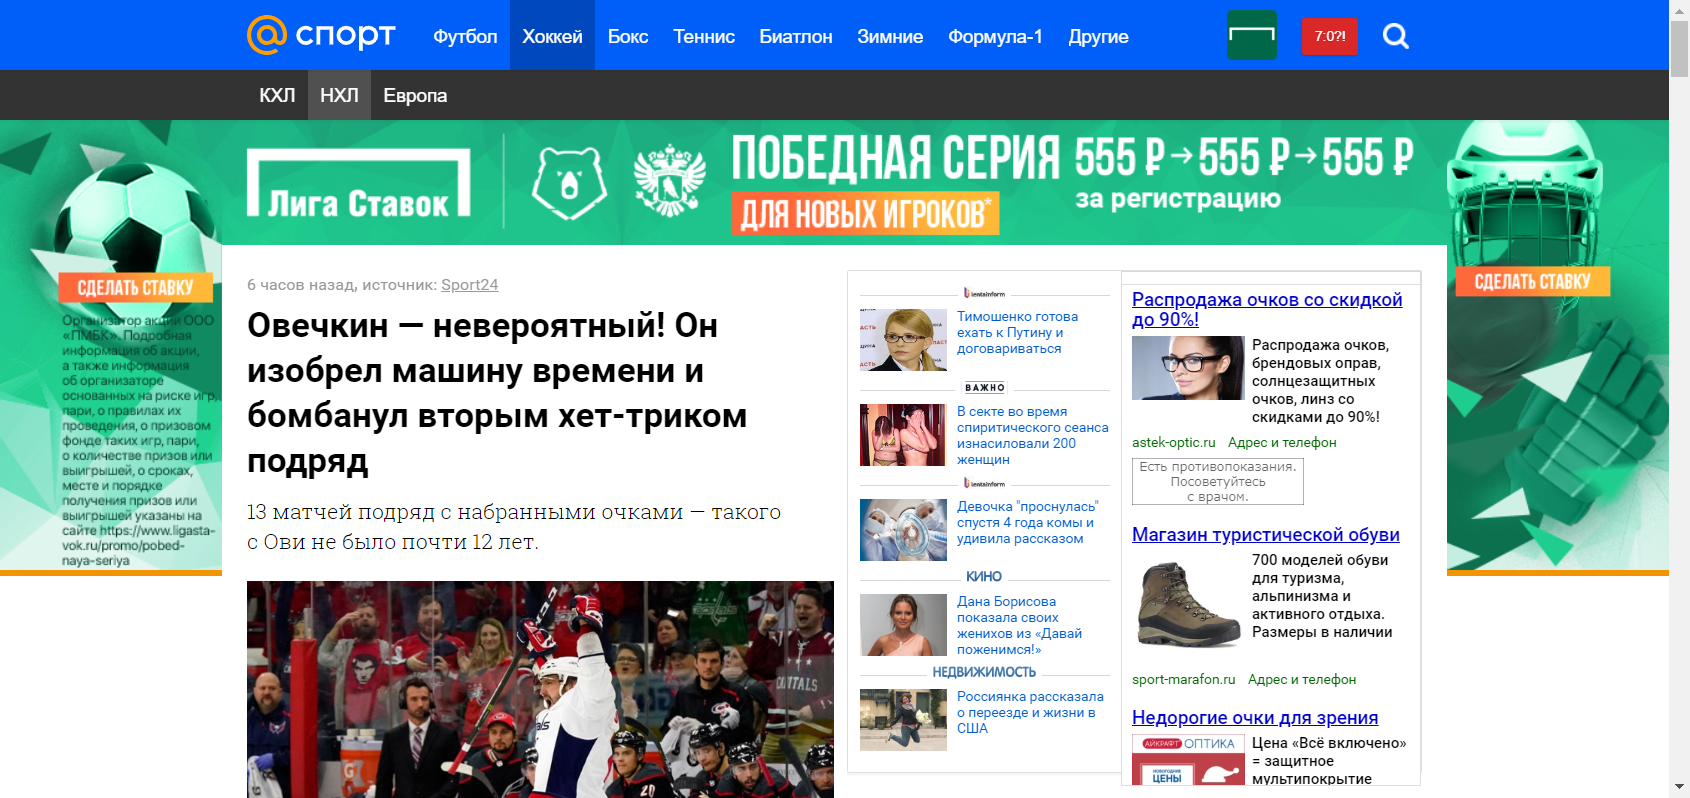 спорт
Футбол
Хоккей
Бокс
Теннис
Биатлон
Зимние
Формула-1
Другие
7:0?!
КХЛ
НХЛ
Европа
Лига Ставок
ПОБЕДНАЯ СЕРИЯ
ДЛЯ НОВЫХ ИГРОКОВ*
555 ₽→555 ₽→555 ₽
за регистрацию
СДЕЛАТЬ СТАВКУ
Организатор акции ООО
«ПМБК». Подробная
информация об акции,
а также информация
об организаторе
основанных на риске игр,
пари, о правилах их
проведения, о призовом
фонде таких игр, пари,
о количестве призов или
выигрышей, о сроках,
месте и порядке
получения призов или
выигрышей указаны на
сайте https://www.ligasta-
vok.ru/promo/pobed-
naya-seriya
СДЕЛАТЬ СТАВКУ
6 часов назад, источник: Sport24
Овечкин — невероятный! Он
изобрел машину времени и
бомбанул вторым хет-триком
подряд
13 матчей подряд с набранными очками — такого
с Ови не было почти 12 лет.
lentainform
Тимошенко готова
ехать к Путину и
договариваться
ВАЖНО
В секте во время
спиритического сеанса
изнасиловали 200
женщин
lentainform
Девочка "проснулась"
спустя 4 года комы и
удивила рассказом
КИНО
Дана Борисова
показала своих
женихов из «Давай
поженимся!»
НЕДВИЖИМОСТЬ
Россиянка рассказала
о переезде и жизни в
США
Распродажа очков со скидкой
до 90%!
Распродажа очков,
брендовых оправ,
солнцезащитных
очков, линз со
скидками до 90%!
astek-optic.ru Адрес и телефон
Есть противопоказания.
Посоветуйтесь
с врачом.
Магазин туристической обуви
700 моделей обуви
для туризма,
альпинизма и
активного отдыха.
Размеры в наличии
sport-marafon.ru Адрес и телефон
Недорогие очки для зрения
АЙКРАФТ ОПТИКА
НОВОГОДНИЕ
ЦЕНЫ
Цена «Всё включено»
= защитное
мультипокрытие